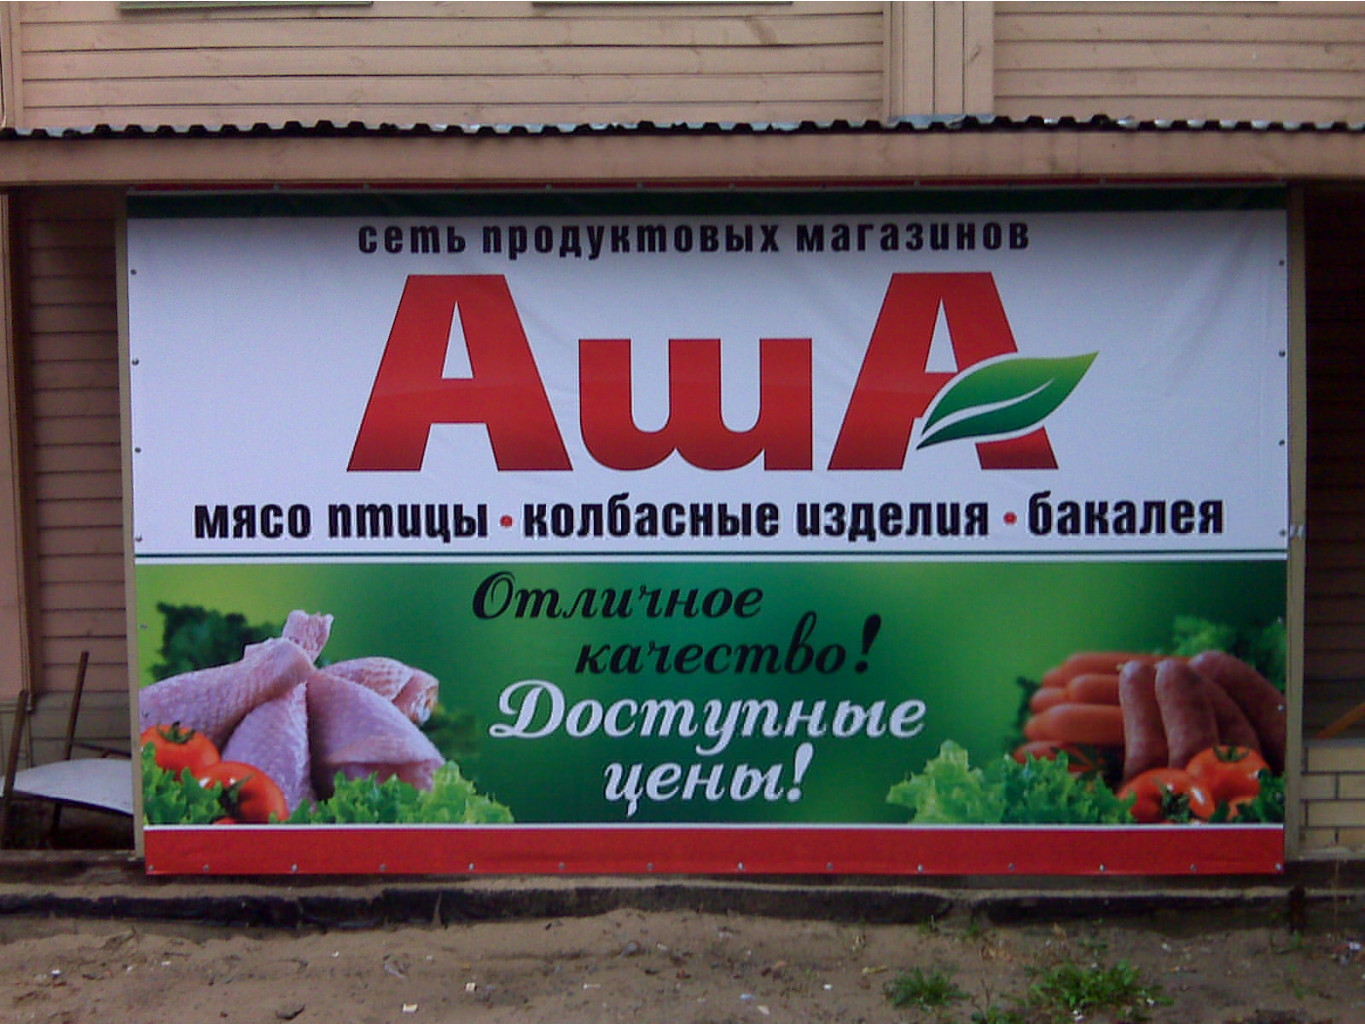 сеть продуктовых магазинов
АшА
мясо птицы • колбасные изделия • бакалея
Отличное
качество!
Доступные
цены!